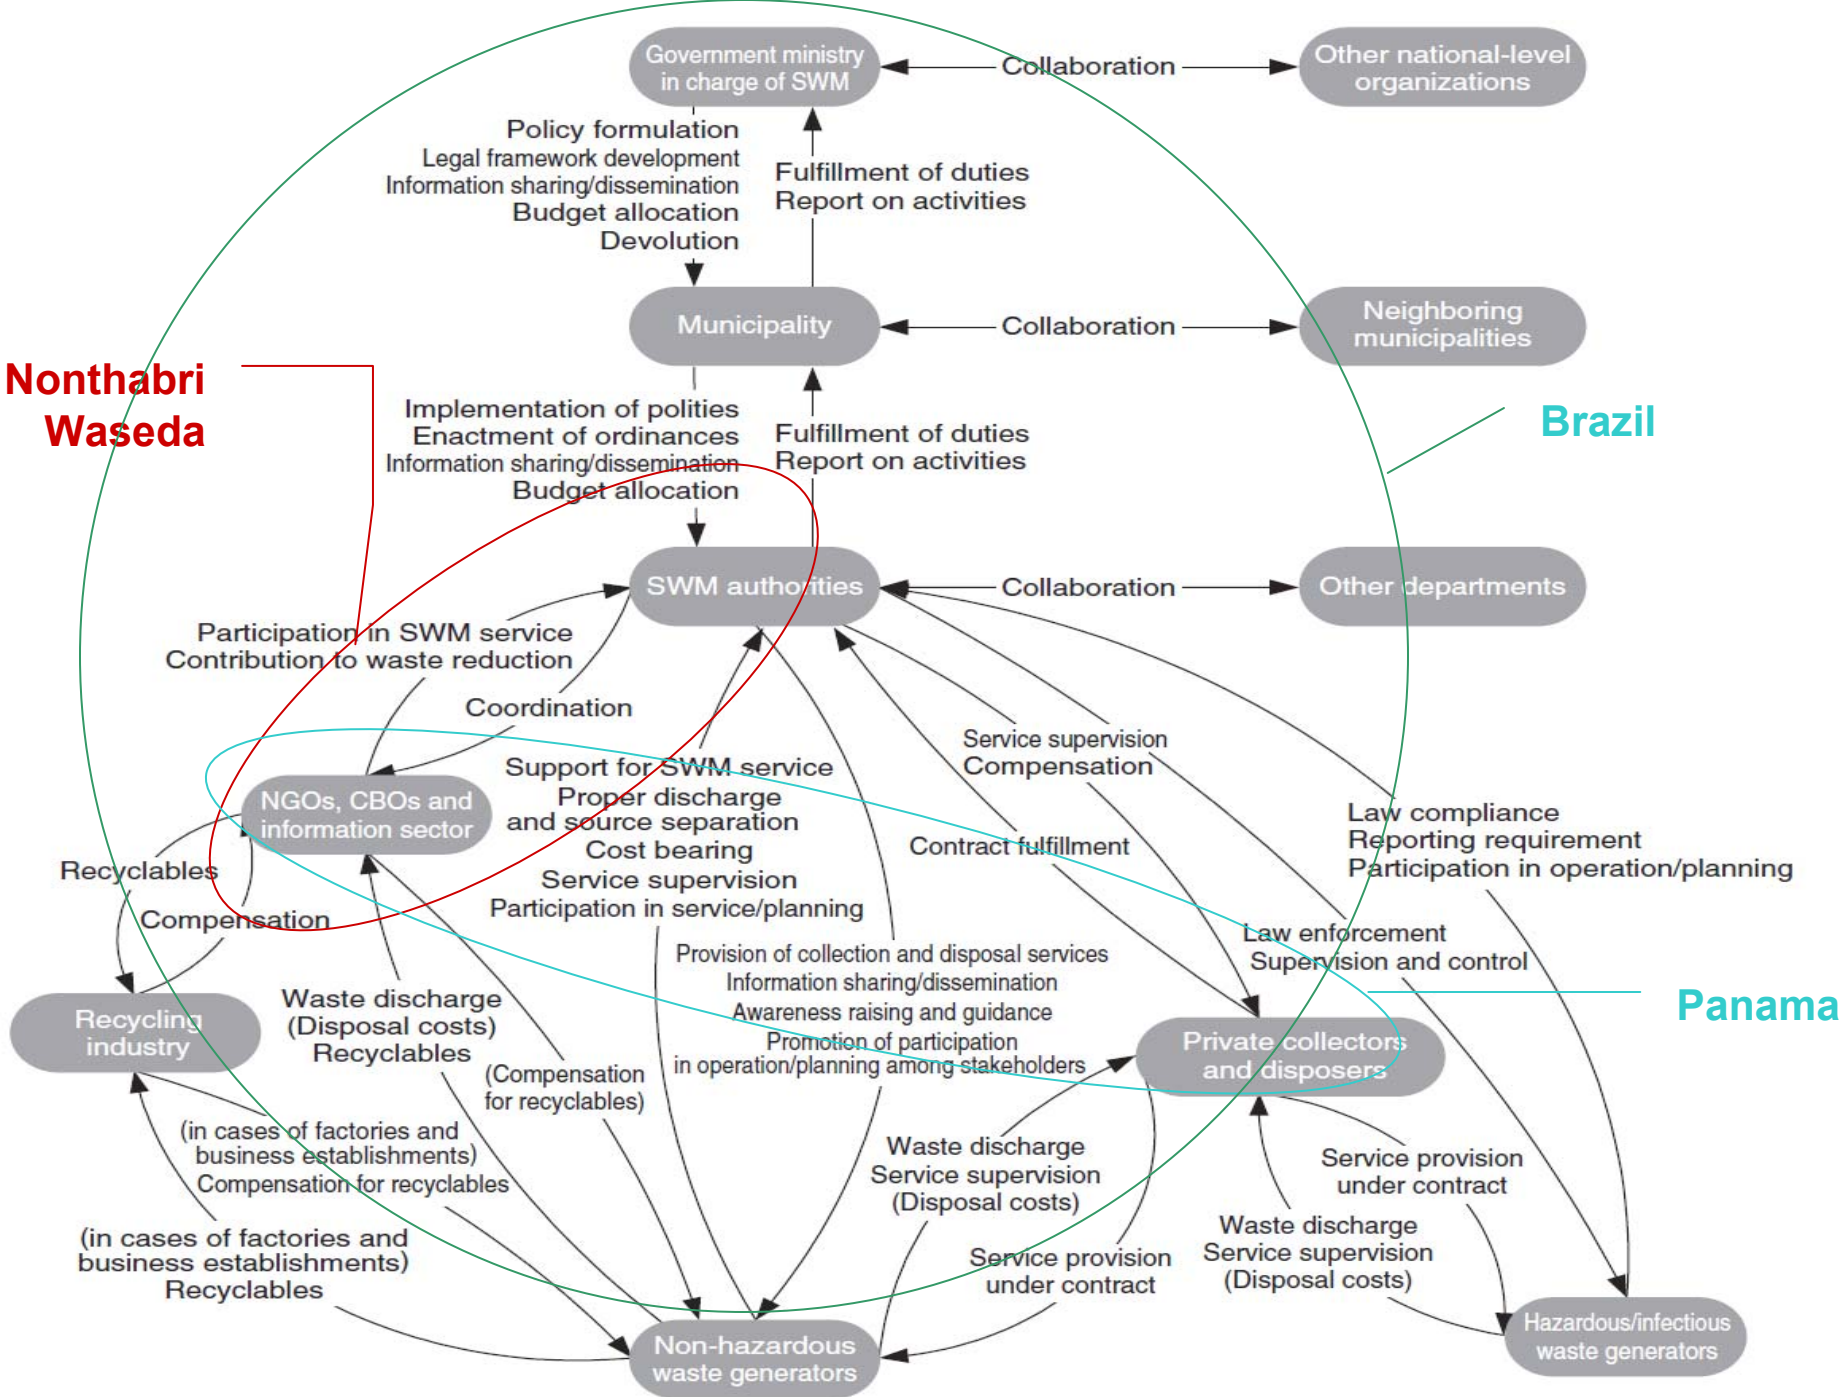 Government ministry
in charge of SWM
Collaboration
Other national-level
organizations
Policy formulation
Legal framework development
Information sharing/dissemination
Budget allocation
Devolution
Fulfillment of duties
Report on activities
Municipality
Collaboration
Neighboring
municipalities
Nonthabri
Waseda
Brazil
Implementation of polities
Enactment of ordinances
Information sharing/dissemination
Budget allocation
Fulfillment of duties
Report on activities
SWM authorities
Collaboration
Other departments
Participation in SWM service
Contribution to waste reduction
Coordination
Service supervision
Compensation
Support for SWM service
Proper discharge
and source separation
Cost bearing
Service supervision
Participation in service/planning
NGOs, CBOs and
information sector
Contract fulfillment
Law compliance
Reporting requirement
Participation in operation/planning
Recyclables
Compensation
Law enforcement
Supervision and control
Provision of collection and disposal services
Information sharing/dissemination
Awareness raising and guidance
Promotion of participation
in operation/planning among stakeholders
Panama
Waste discharge
(Disposal costs)
Recyclables
Recycling
industry
Private collectors
and disposers
(Compensation
for recyclables)
(in cases of factories and
business establishments)
Compensation for recyclables
Waste discharge
Service supervision
(Disposal costs)
Service provision
under contract
(in cases of factories and
business establishments)
Recyclables
Service provision
under contract
Waste discharge
Service supervision
(Disposal costs)
Non-hazardous
waste generators
Hazardous/infectious
waste generators